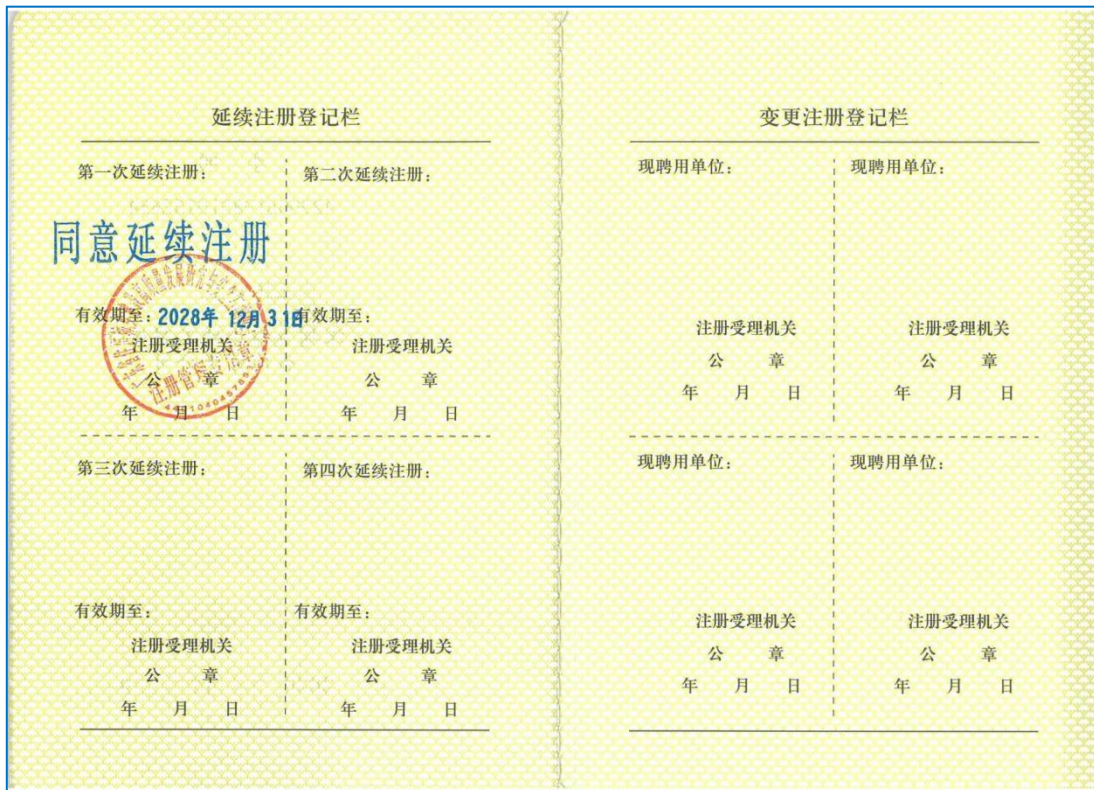 延续注册登记栏
第一次延续注册:
同意延续注册
有效期至: 2028年 12月31日
注册受理机关
公 章
注册管理专用章
年 月 日
第二次延续注册:
有效期至:
注册受理机关
公 章
年 月 日
第三次延续注册:
有效期至:
注册受理机关
公 章
年 月 日
第四次延续注册:
有效期至:
注册受理机关
公 章
年 月 日
变更注册登记栏
现聘用单位:
注册受理机关
公 章
年 月 日
现聘用单位:
注册受理机关
公 章
年 月 日
现聘用单位:
注册受理机关
公 章
年 月 日
现聘用单位:
注册受理机关
公 章
年 月 日